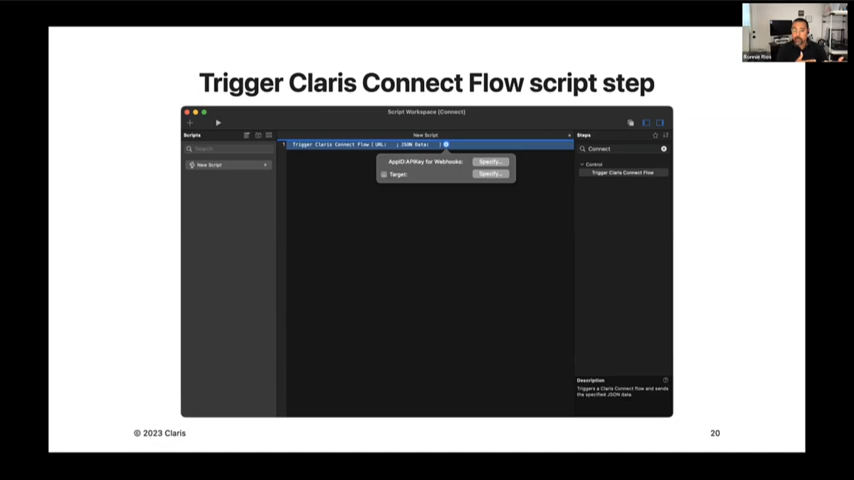 Trigger Claris Connect Flow script step
Ronnie Rios
Script Workspace (Connect)
Scripts
New Script
Steps
Search
Connect
1 Trigger Claris Connect Flow [ URL: ; JSON Data: ]
New Script
AppID:APIKey for Webhooks: Specify...
Target: Specify...
Control
Trigger Claris Connect Flow
Description
Triggers a Claris Connect flow and sends
the specified JSON data.
© 2023 Claris
20